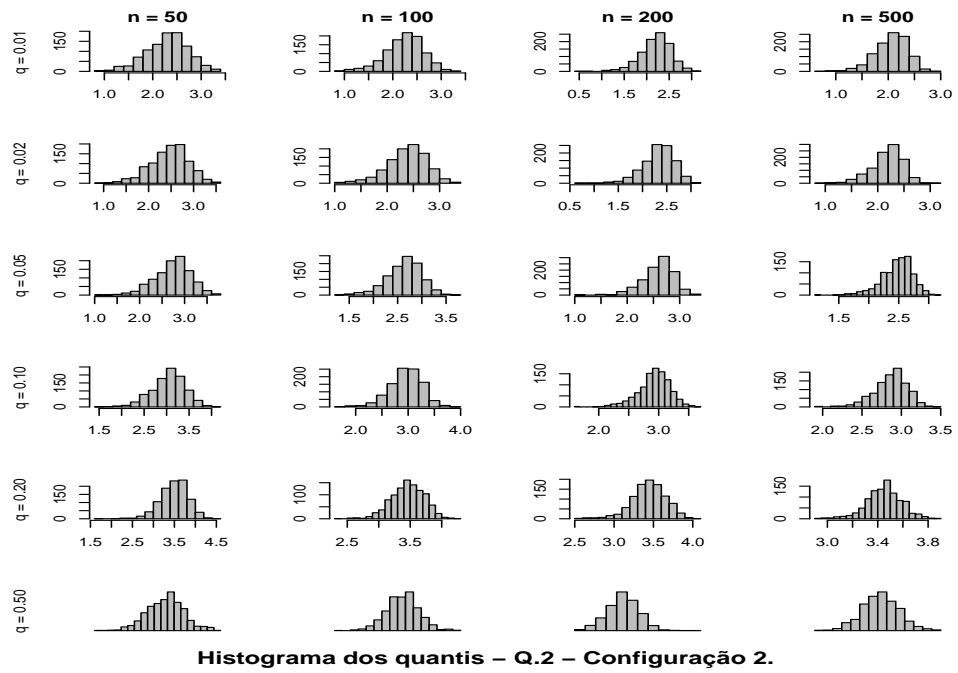 n = 50 n = 100 n = 200 n = 500
q = 0.01 0 150 0 50 150 0 200 0 200
1.0 2.0 3.0 1.0 2.0 3.0 0.5 1.5 2.5 1.0 2.0 3.0
q = 0.02 0 150 0 150 0 200 0 200
1.0 2.0 3.0 1.0 2.0 3.0 0.5 1.5 2.5 1.0 2.0 3.0
q = 0.05 0 150 0 150 0 200 0 150
1.0 2.0 3.0 1.5 2.5 3.5 1.0 2.0 3.0 1.5 2.5
q = 0.10 0 150 0 200 0 150 0 150
1.5 2.5 3.5 2.0 3.0 4.0 2.0 3.0 2.0 2.5 3.0 3.5
q = 0.20 0 150 0 100 0 150 0 150
1.5 2.5 3.5 4.5 2.5 3.5 2.5 3.0 3.5 4.0 3.0 3.4 3.8
q = 0.50
Histograma dos quantis – Q.2 – Configuração 2.